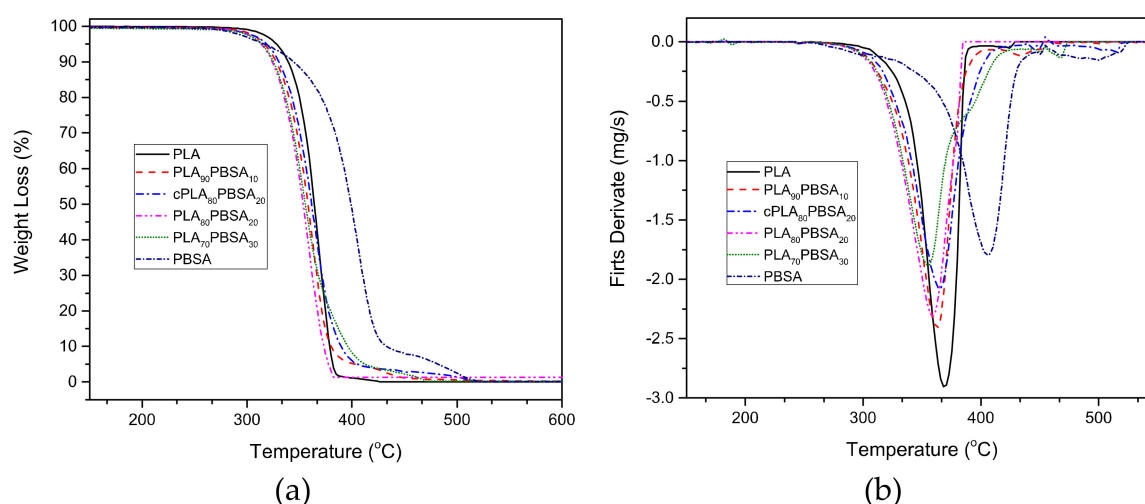 100
90
80
70
60
50
40
30
20
10
0
Weight Loss (%)
PLA
PLA90PBSA10
cPLA80PBSA20
PLA80PBSA20
PLA70PBSA30
PBSA
200
300
400
500
600
Temperature (°C)
(a)
0.0
-0.5
-1.0
-1.5
-2.0
-2.5
-3.0
Firts Derivate (mg/s)
PLA
PLA90PBSA10
cPLA80PBSA20
PLA80PBSA20
PLA70PBSA30
PBSA
200
300
400
500
Temperature (°C)
(b)